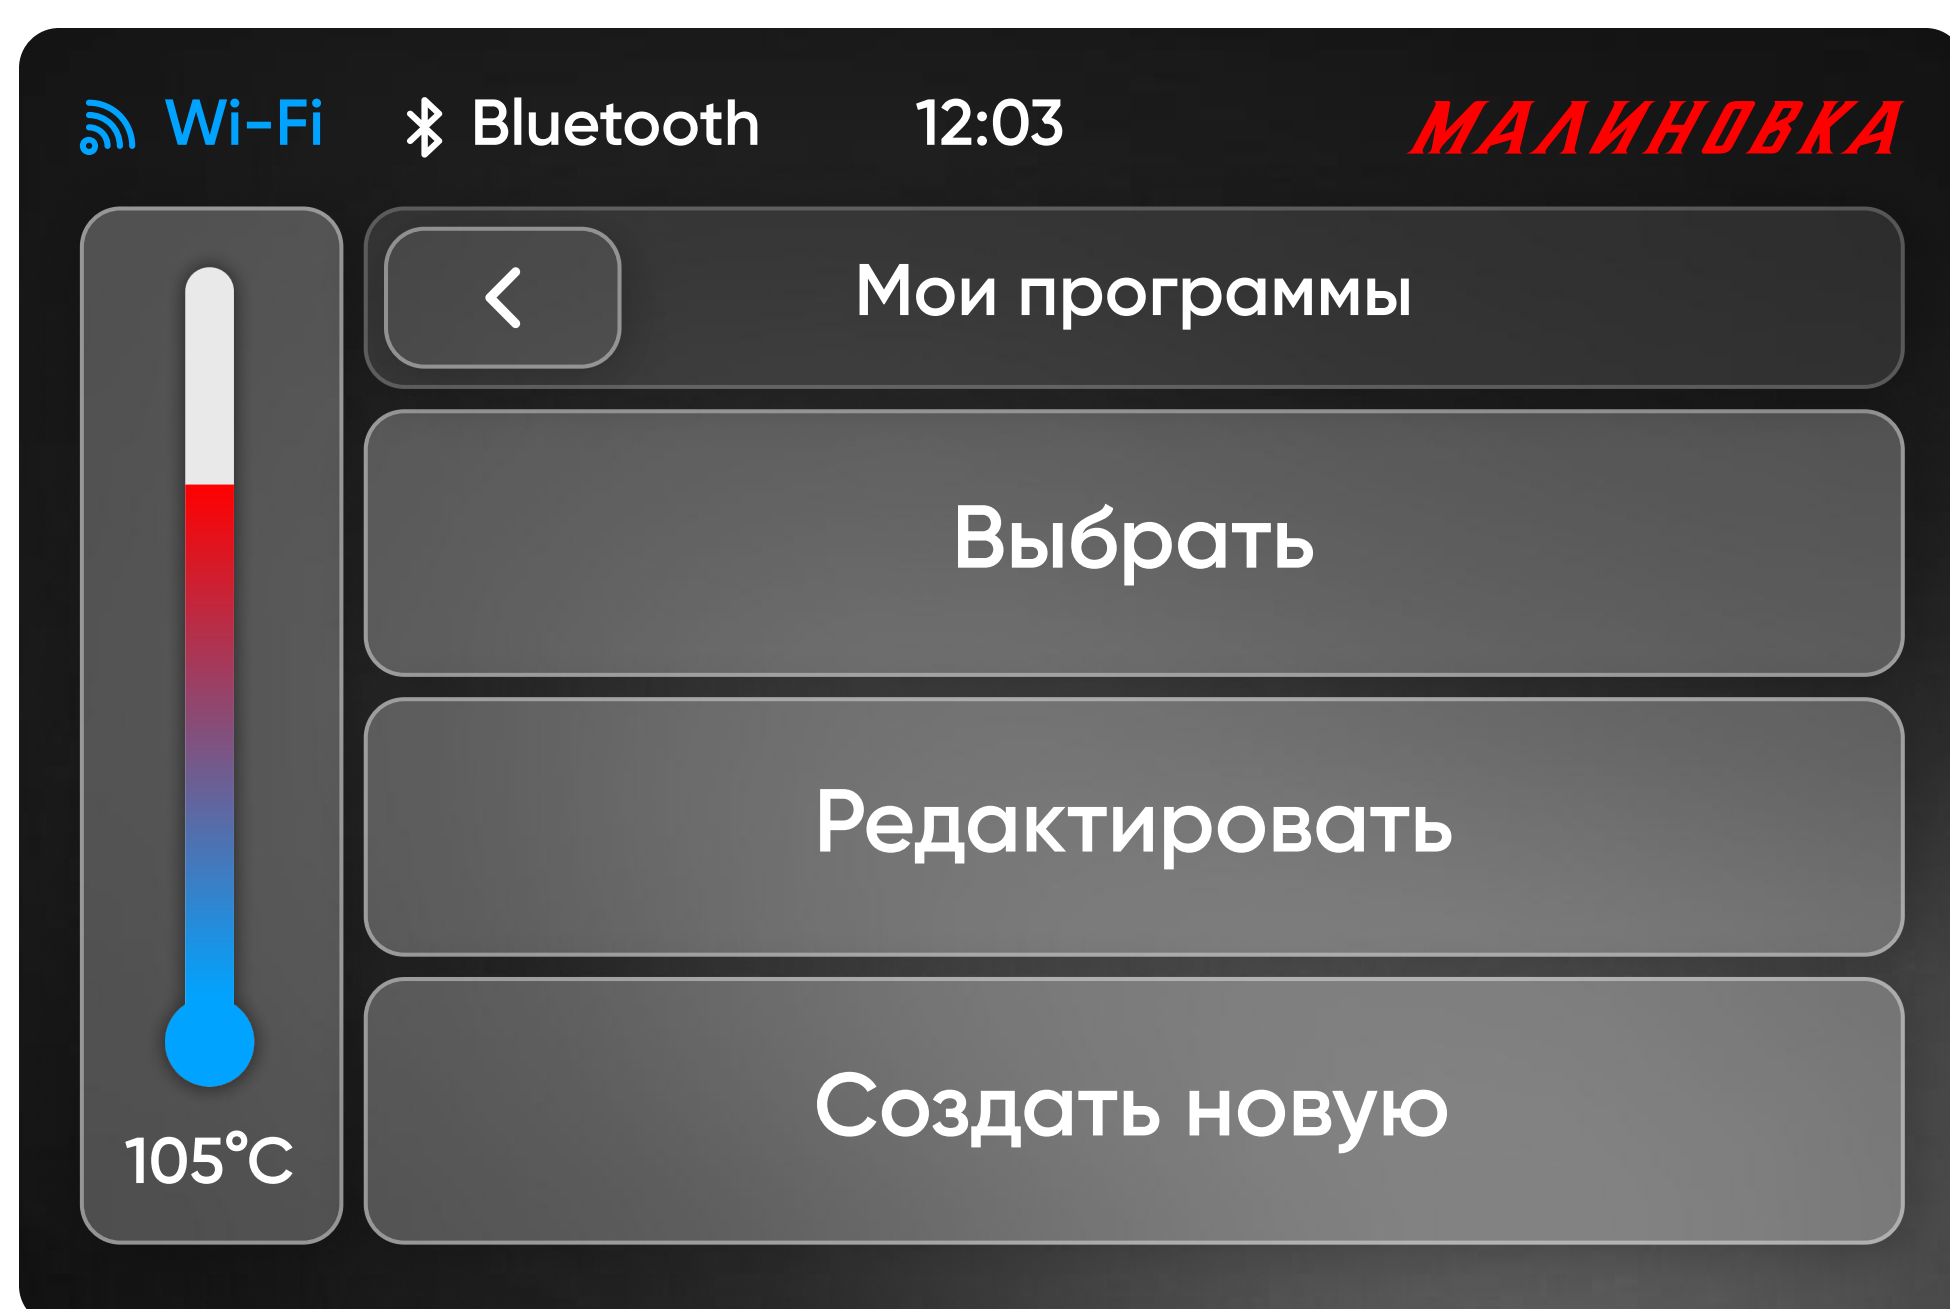 Wi-Fi Bluetooth 12:03 МАЛИНОВКА
Мои программы
Выбрать
Редактировать
Создать новую
105°C